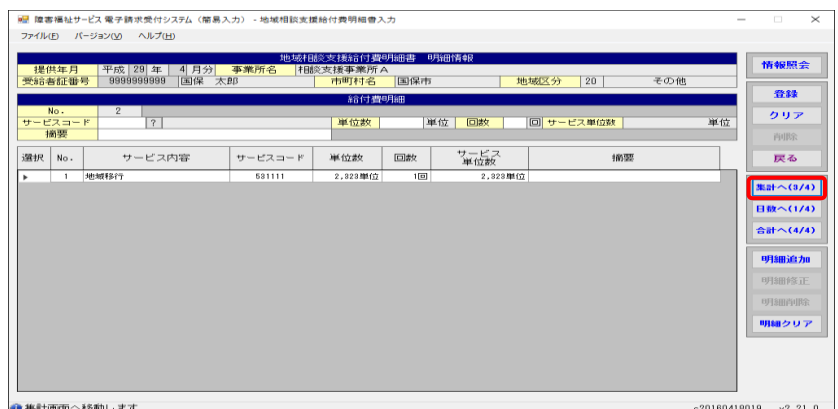 障害福祉サービス 電子請求受付システム（簡易入力） - 地域相談支援給付費明細書入力
ファイル(F) バージョン(V) ヘルプ(H)
地域相談支援給付費明細書 明細情報
提供年月 平成 29 年 4 月分 事業所名 相談支援事業所A
受給者証番号 9999999999 国保 太郎 市町村名 国保市 地域区分 20 その他
給付費明細
No. 2
サービスコード ? 単位数 単位 回数 回 サービス単位数 単位
摘要
選択 No. サービス内容 サービスコード 単位数 回数 サービス単位数 摘要
1 地域移行 531111 2,323単位 1回 2,323単位
情報照会
登録
クリア
削除
戻る
集計へ(3/4)
日数へ(1/4)
合計へ(4/4)
明細追加
明細修正
明細削除
明細クリア
集計画面へ移動します
c20160418019 v2.21.0